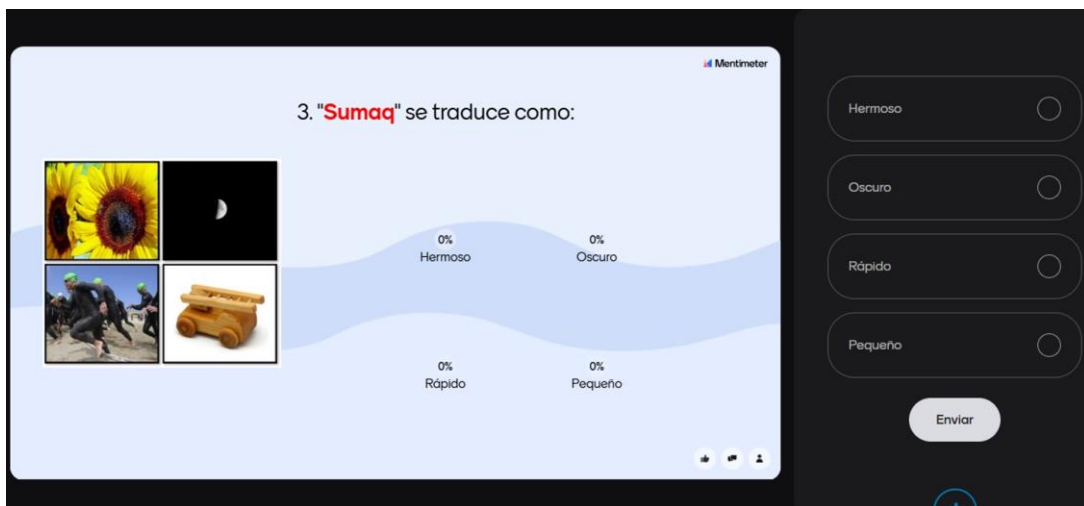 Mentimeter
3. "Sumaq" se traduce como:
0%
Hermoso
0%
Oscuro
0%
Rápido
0%
Pequeño
Hermoso
Oscuro
Rápido
Pequeño
Enviar